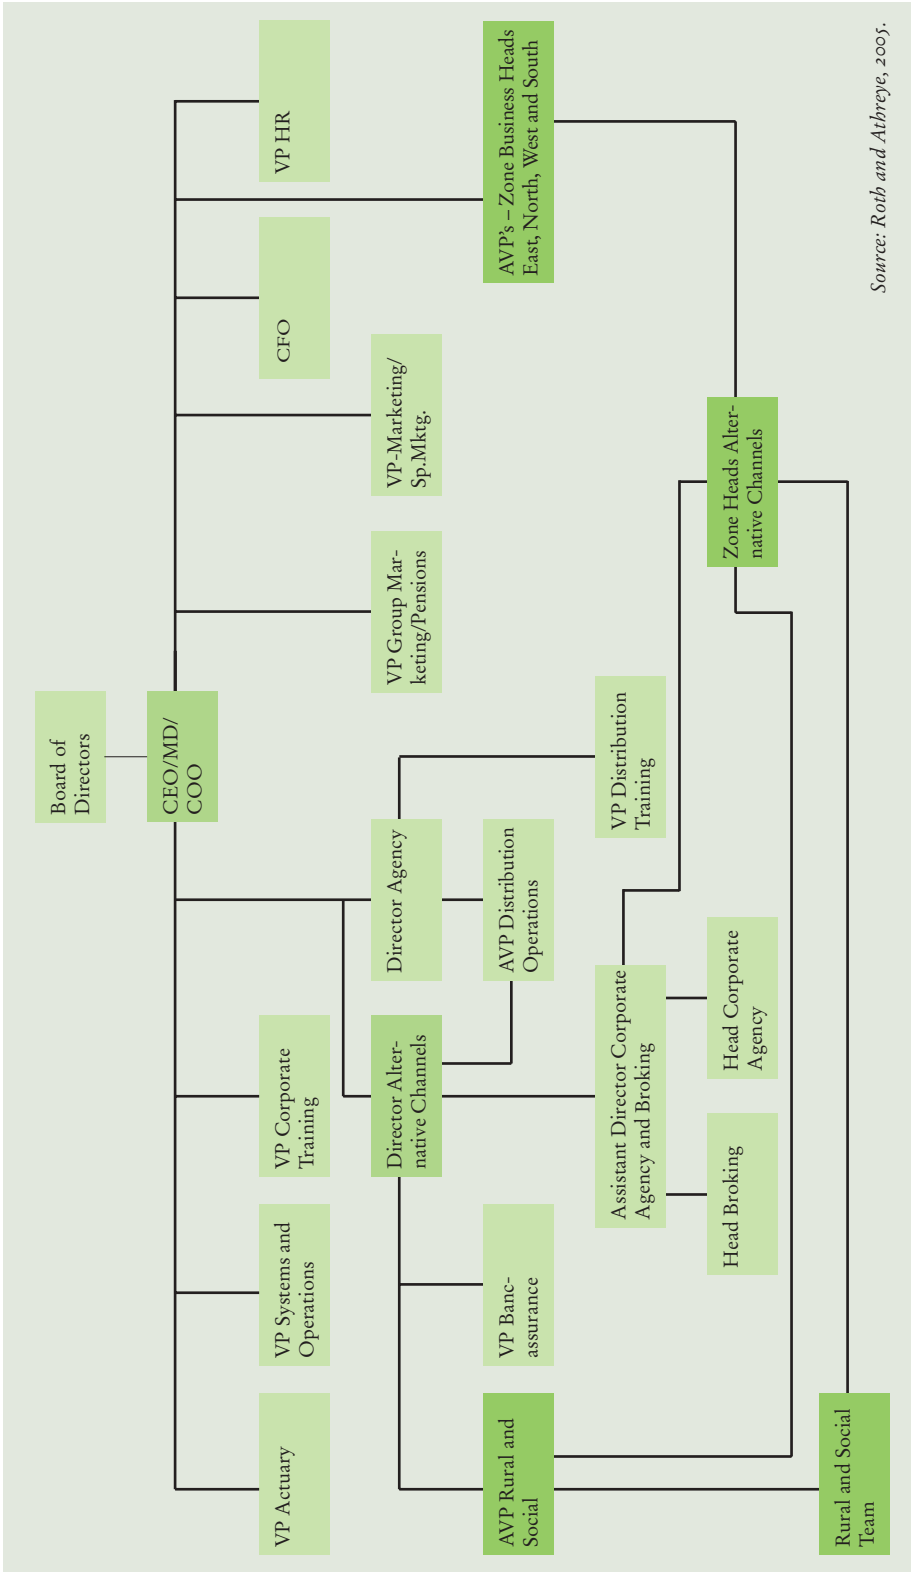 Board of
Directors
CEO/MD/
COO
VP Actuary
VP Systems and
Operations
VP Corporate
Training
CFO
VP HR
Director Alter-
native Channels
Director Agency
VP Group Mar-
keting/Pensions
VP-Marketing/
Sp.Mktg.
AVP Rural and
Social
VP Banc-
assurance
AVP Distribution
Operations
AVP's – Zone Business Heads
East, North, West and South
Assistant Director Corporate
Agency and Broking
VP Distribution
Training
Head Broking
Head Corporate
Agency
Zone Heads Alter-
native Channels
Rural and Social
Team
Source: Roth and Athreye, 2005.